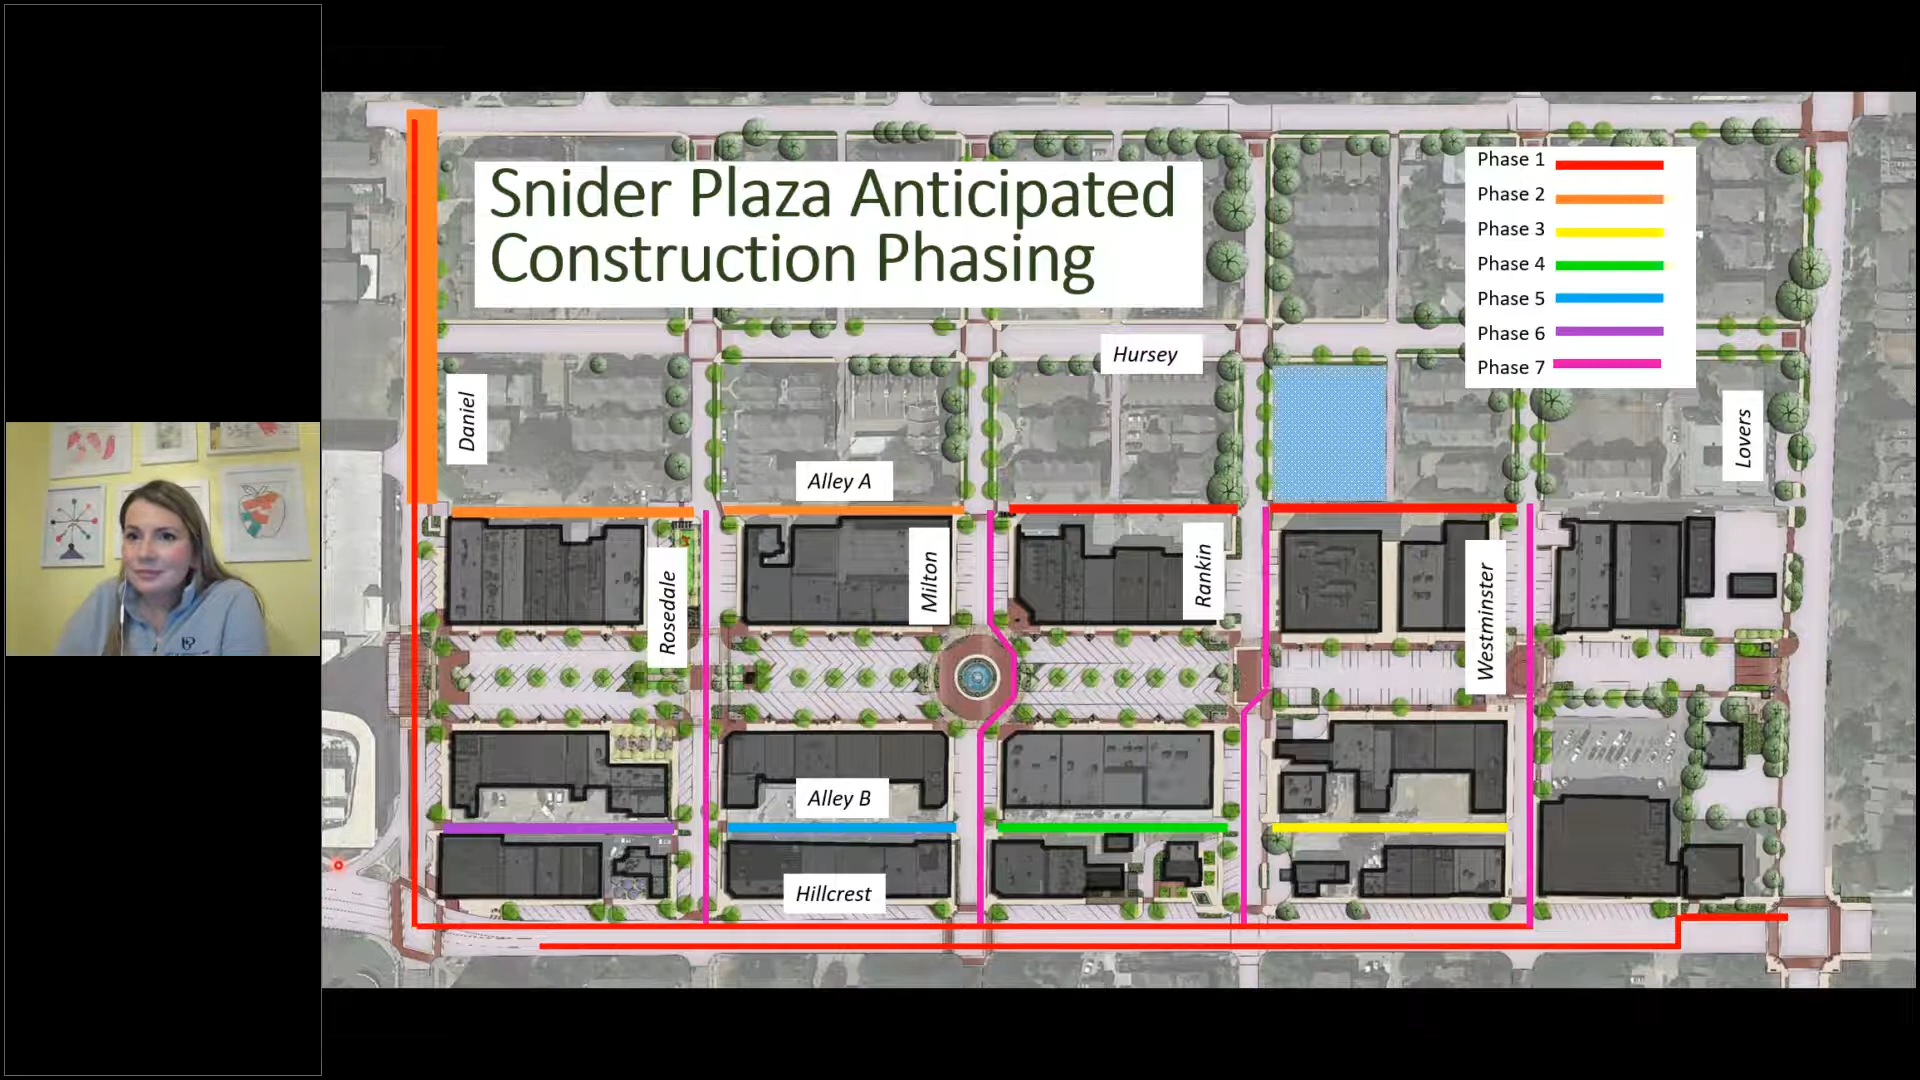 Snider Plaza Anticipated
Construction Phasing
Phase 1
Phase 2
Phase 3
Phase 4
Phase 5
Phase 6
Phase 7
Hursey
Daniel
Lovers
Alley A
Rosedale
Milton
Rankin
Westminster
Alley B
Hillcrest